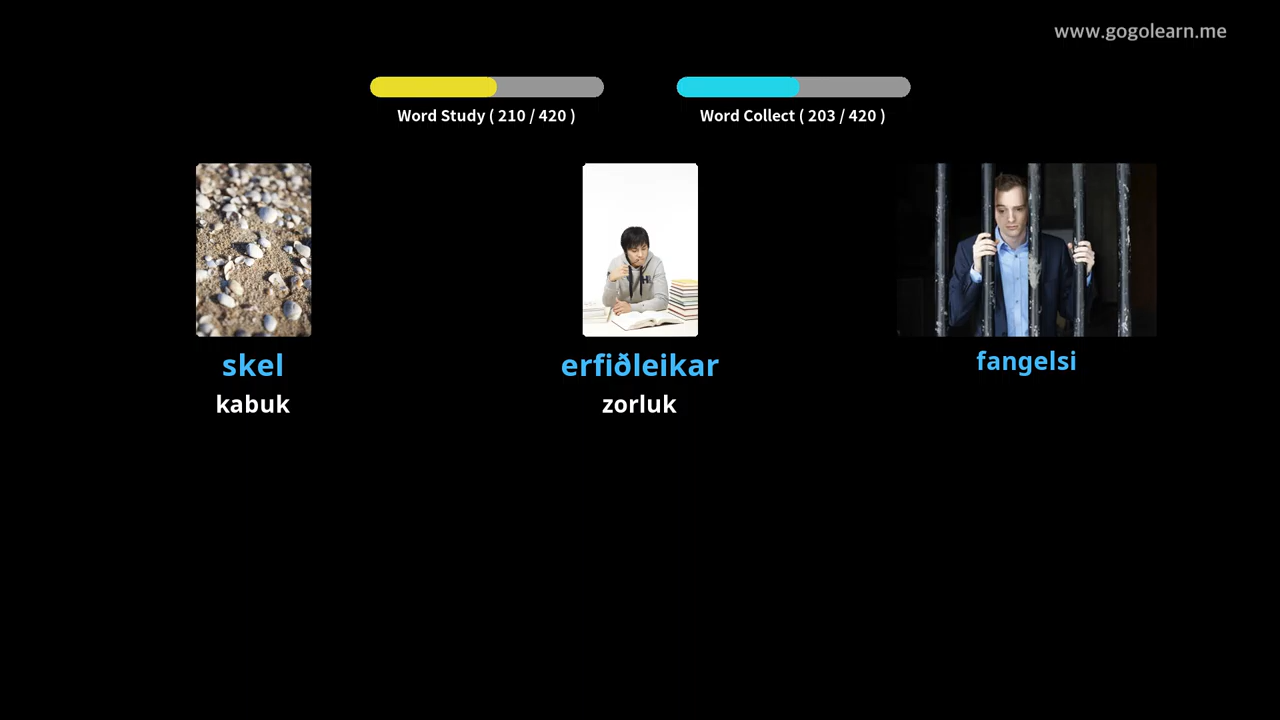 www.gogolearn.me
Word Study ( 210 / 420 )
Word Collect ( 203 / 420 )
skel
erfiðleikar
fangelsi
kabuk
zorluk